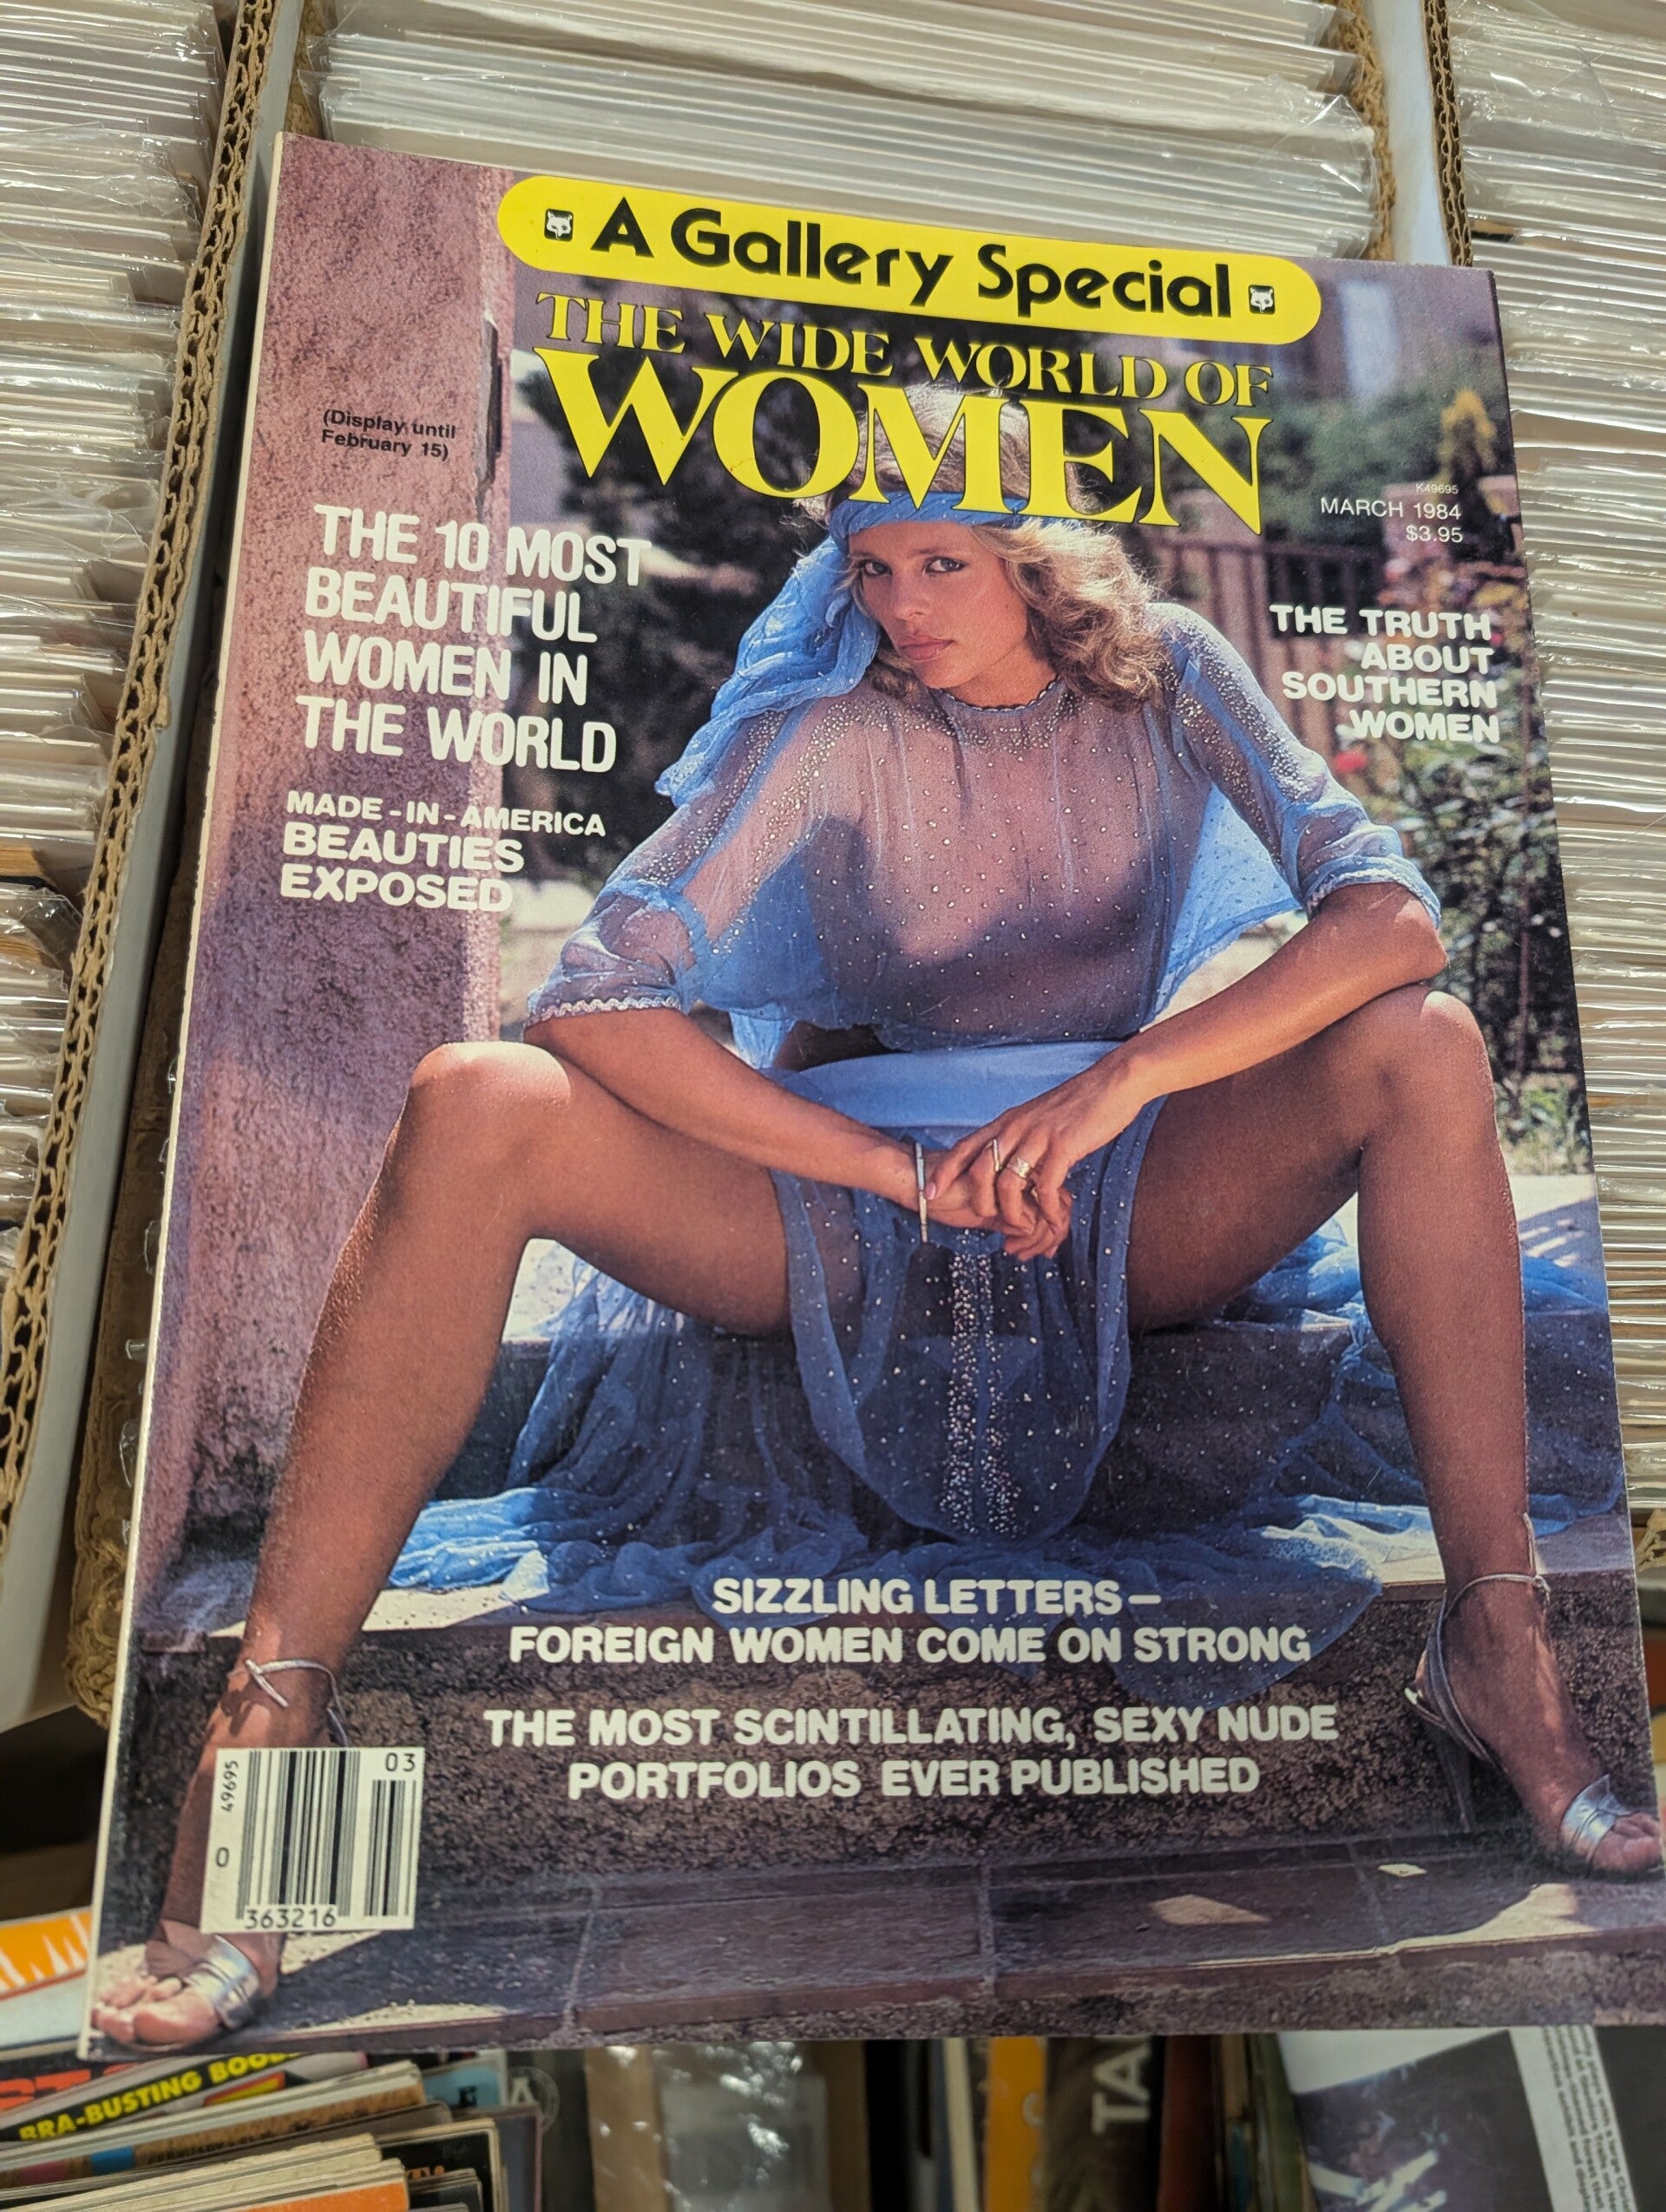 A Gallery Special
THE WIDE WORLD OF
WOMEN
(Display until
February 15)
K49695
MARCH 1984
$3.95
THE 10 MOST
BEAUTIFUL
WOMEN IN
THE WORLD
MADE-IN-AMERICA
BEAUTIES
EXPOSED
THE TRUTH
ABOUT
SOUTHERN
WOMEN
SIZZLING LETTERS—
FOREIGN WOMEN COME ON STRONG
THE MOST SCINTILLATING, SEXY NUDE
PORTFOLIOS EVER PUBLISHED
49695
03
0
363216
BRA-BUSTING
TA